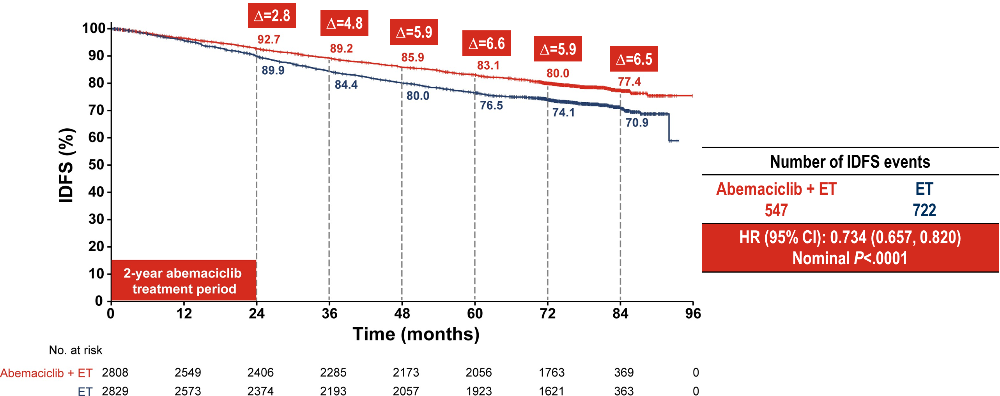 Δ=2.8
Δ=4.8
Δ=5.9
Δ=6.6
Δ=5.9
Δ=6.5
92.7
89.2
85.9
83.1
80.0
77.4
89.9
84.4
80.0
76.5
74.1
70.9
IDFS (%)
100
90
80
70
60
50
40
30
20
10
0
2-year abemaciclib
treatment period
0 12 24 36 48 60 72 84 96
Time (months)
Number of IDFS events
Abemaciclib + ET ET
547 722
HR (95% CI): 0.734 (0.657, 0.820)
Nominal P<.0001
No. at risk
Abemaciclib + ET 2808 2549 2406 2285 2173 2056 1763 369 0
ET 2829 2573 2374 2193 2057 1923 1621 363 0